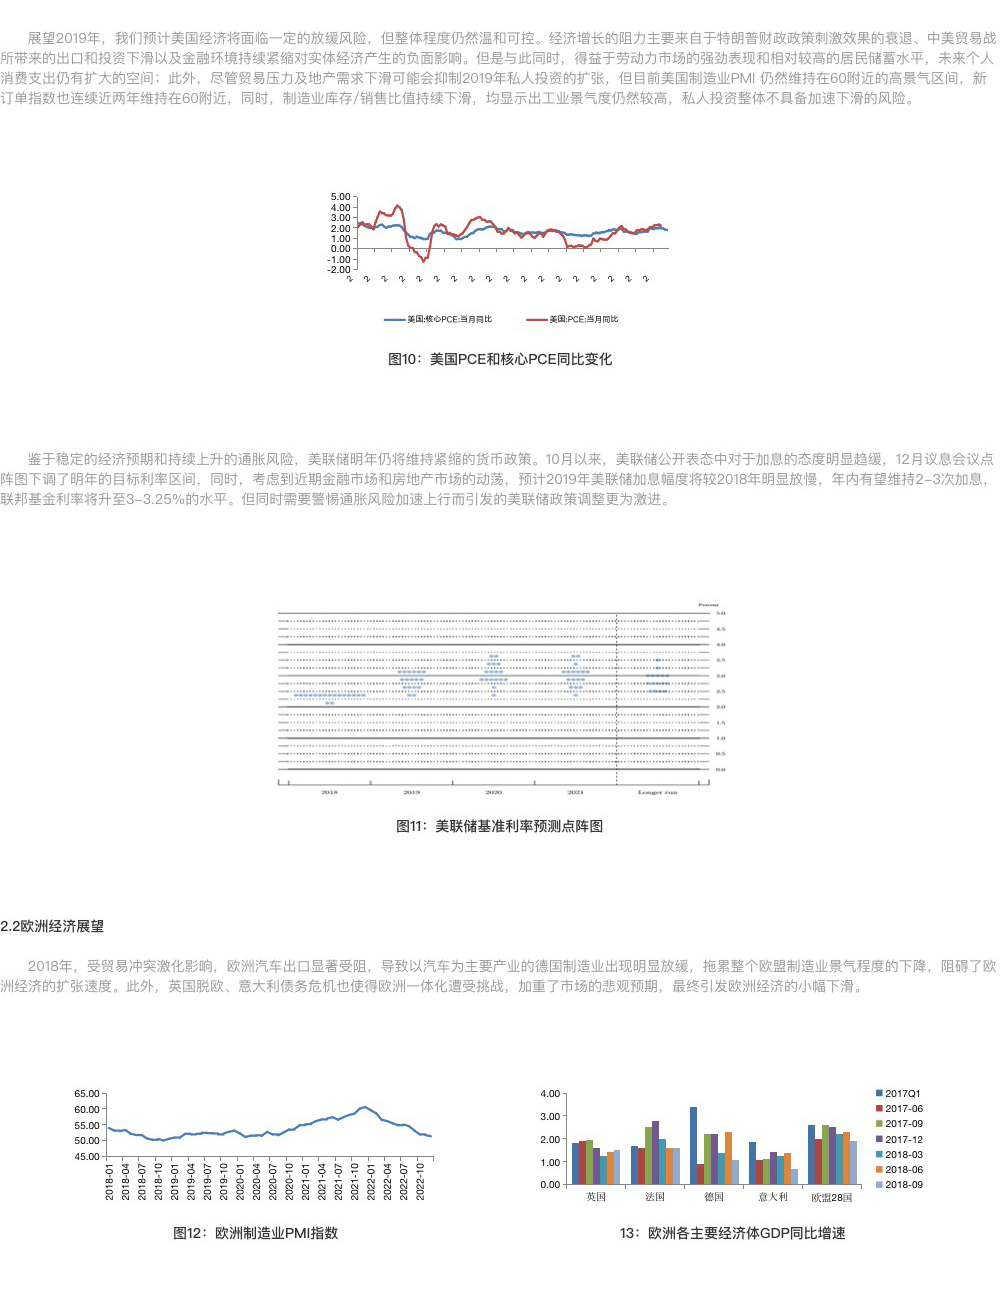 展望2019年，我们预计美国经济将面临一定的放缓风险，但整体程度仍然温和可控。经济增长的阻力主要来自于特朗普财政政策刺激效果的衰退、中美贸易战
所带来的出口和投资下滑以及金融环境持续紧缩对实体经济产生的负面影响。但是与此同时，得益于劳动力市场的强劲表现和相对较高的居民储蓄水平，未来个人
消费支出仍有扩大的空间；此外，尽管贸易压力及地产需求下滑可能会抑制2019年私人投资的扩张，但目前美国制造业PMI 仍然维持在60附近的高景气区间，新
订单指数也连续近两年维持在60附近，同时，制造业库存/销售比值持续下滑，均显示出工业景气度仍然较高，私人投资整体不具备加速下滑的风险。
5.00
4.00
3.00
2.00
1.00
0.00
-1.00
-2.00
2 2 2 2 2 2 2 2 2 2 2 2 2 2 2 2 2 2
美国:核心PCE:当月同比 美国:PCE:当月同比
图10：美国PCE和核心PCE同比变化
鉴于稳定的经济预期和持续上升的通胀风险，美联储明年仍将维持紧缩的货币政策。10月以来，美联储公开表态中对于加息的态度明显趋缓，12月议息会议点
阵图下调了明年的目标利率区间，同时，考虑到近期金融市场和房地产市场的动荡，预计2019年美联储加息幅度将较2018年明显放慢，年内有望维持2-3次加息，
联邦基金利率将升至3-3.25%的水平。但同时需要警惕通胀风险加速上行而引发的美联储政策调整更为激进。
Percent
5.0
4.5
4.0
3.5
3.0
2.5
2.0
1.5
1.0
0.5
0.0
2018 2019 2020 2021 Longer run
图11：美联储基准利率预测点阵图
2.2欧洲经济展望
2018年，受贸易冲突激化影响，欧洲汽车出口显著受阻，导致以汽车为主要产业的德国制造业出现明显放缓，拖累整个欧盟制造业景气程度的下降，阻碍了欧
洲经济的扩张速度。此外，英国脱欧、意大利债务危机也使得欧洲一体化遭受挑战，加重了市场的悲观预期，最终引发欧洲经济的小幅下滑。
65.00
60.00
55.00
50.00
45.00
2018-01 2018-04 2018-07 2018-10 2019-01 2019-04 2019-07 2019-10 2020-01 2020-04 2020-07 2020-10 2021-01 2021-04 2021-07 2021-10 2022-01 2022-04 2022-07 2022-10
图12：欧洲制造业PMI指数
4.00
3.00
2.00
1.00
0.00
英国 法国 德国 意大利 欧盟28国
2017Q1
2017-06
2017-09
2017-12
2018-03
2018-06
2018-09
13：欧洲各主要经济体GDP同比增速